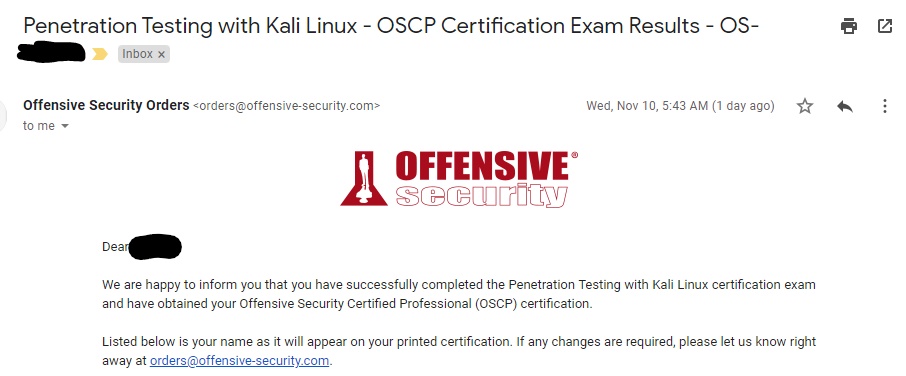 Penetration Testing with Kali Linux - OSCP Certification Exam Results - OS-
Inbox ×
Offensive Security Orders <orders@offensive-security.com>
Wed, Nov 10, 5:43 AM (1 day ago)
to me
OFFENSIVE®
security
Dear
We are happy to inform you that you have successfully completed the Penetration Testing with Kali Linux certification exam
and have obtained your Offensive Security Certified Professional (OSCP) certification.
Listed below is your name as it will appear on your printed certification. If any changes are required, please let us know right
away at orders@offensive-security.com.